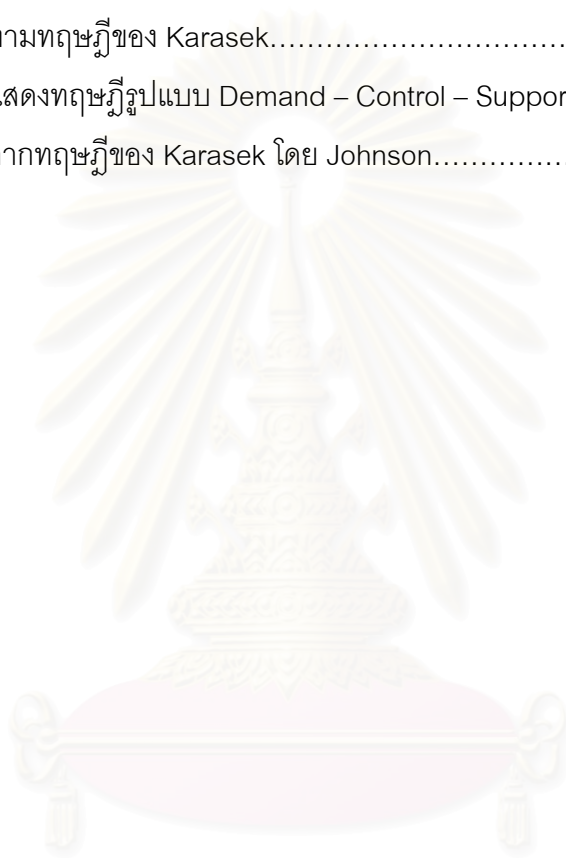 ตามทฤษฎีของ Karasek…………………………….
แสดงทฤษฎีรูปแบบ Demand – Control – Suppor
จากทฤษฎีของ Karasek โดย Johnson……………